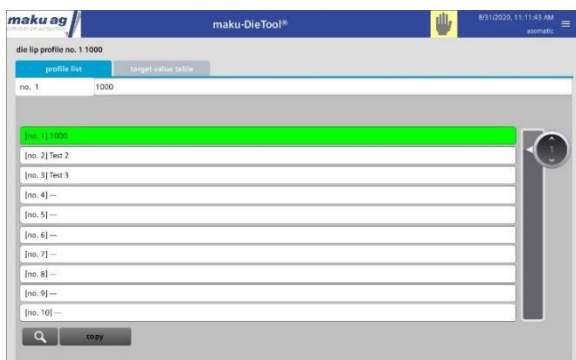 maku ag
maku-DieTool®
8/31/2020, 11:11:43 AM
asomatic
die lip profile no. 1 1000
profile list
target value table
no. 1
1000
[no. 1] 1000
[no. 2] Test 2
[no. 3] Test 3
[no. 4] ---
[no. 5] ---
[no. 6] ---
[no. 7] ---
[no. 8] ---
[no. 9] ---
[no. 10] ---
1
copy